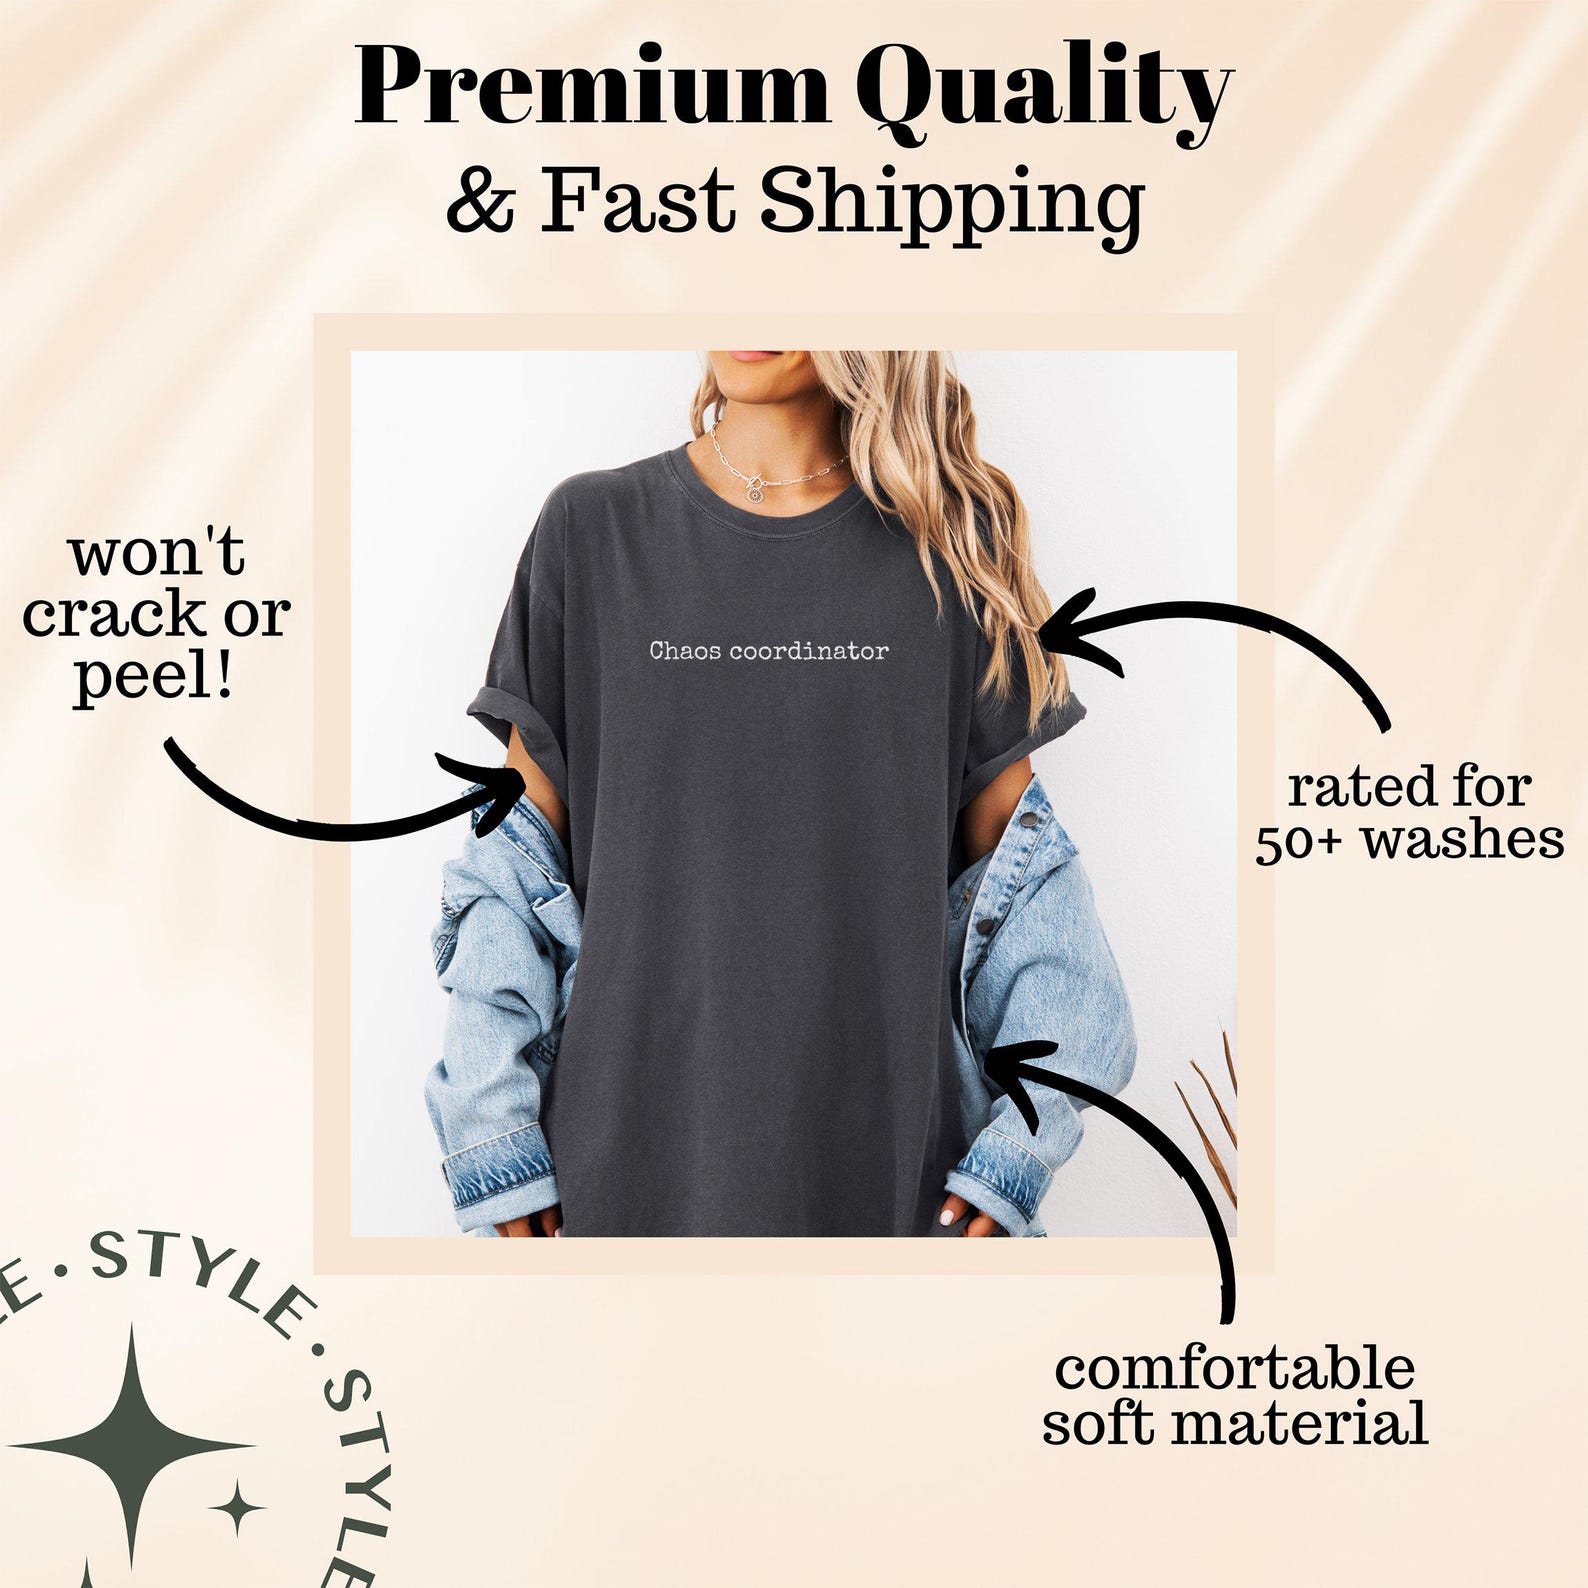 Premium Quality
& Fast Shipping
won't
crack or
peel!
Chaos coordinator
rated for
50+ washes
comfortable
soft material
LE · STYLE · STYLE